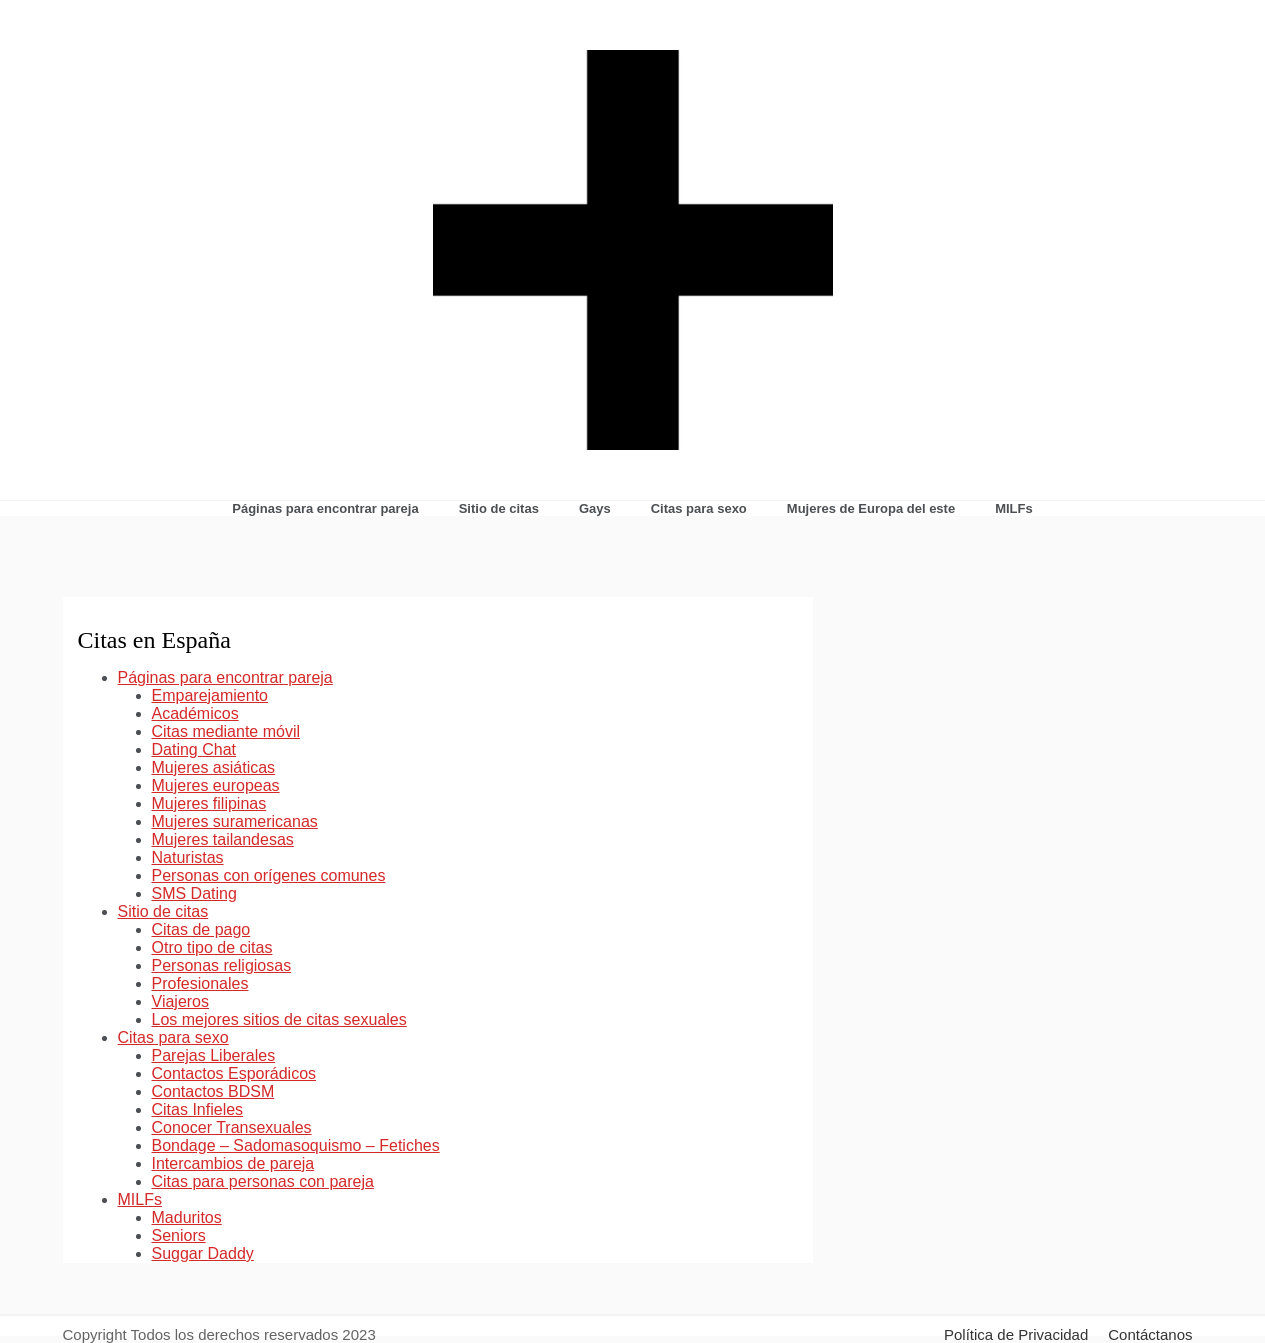 Páginas para encontrar pareja Sitio de citas Gays Citas para sexo Mujeres de Europa del este MILFs
Citas en España
Páginas para encontrar pareja
Emparejamiento
Académicos
Citas mediante móvil
Dating Chat
Mujeres asiáticas
Mujeres europeas
Mujeres filipinas
Mujeres suramericanas
Mujeres tailandesas
Naturistas
Personas con orígenes comunes
SMS Dating
Sitio de citas
Citas de pago
Otro tipo de citas
Personas religiosas
Profesionales
Viajeros
Los mejores sitios de citas sexuales
Citas para sexo
Parejas Liberales
Contactos Esporádicos
Contactos BDSM
Citas Infieles
Conocer Transexuales
Bondage – Sadomasoquismo – Fetiches
Intercambios de pareja
Citas para personas con pareja
MILFs
Maduritos
Seniors
Suggar Daddy
Copyright Todos los derechos reservados 2023 Política de Privacidad Contáctanos